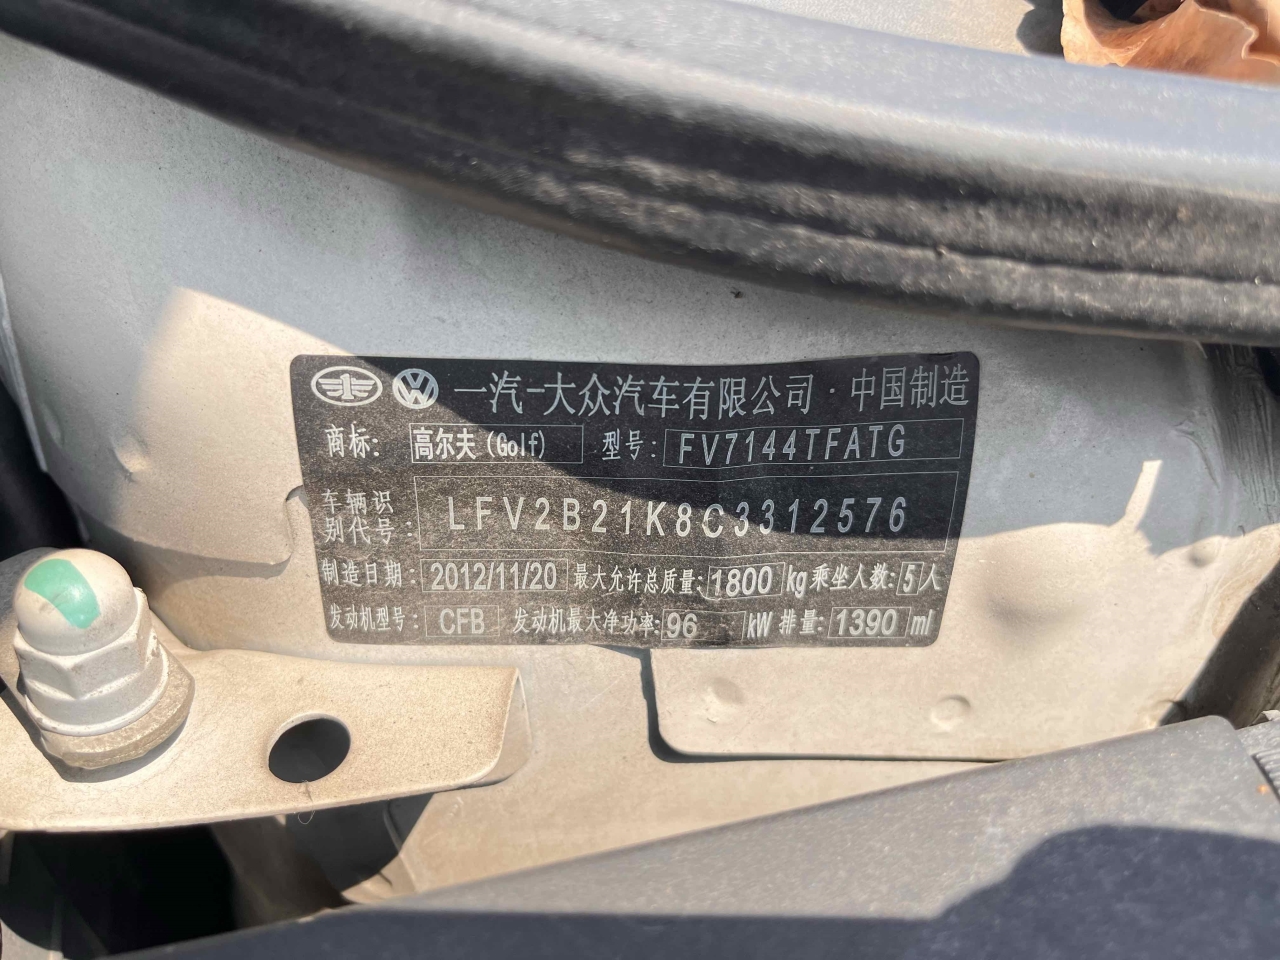 一汽-大众汽车有限公司·中国制造
商标: 高尔夫(Golf) 型号: FV7144TFATG
车辆识别代号: LFV2B21K8C3312576
制造日期: 2012/11/20 最大允许总质量: 1800 kg 乘坐人数: 5 人
发动机型号: CFB 发动机最大净功率: 96 kW 排量: 1390 ml